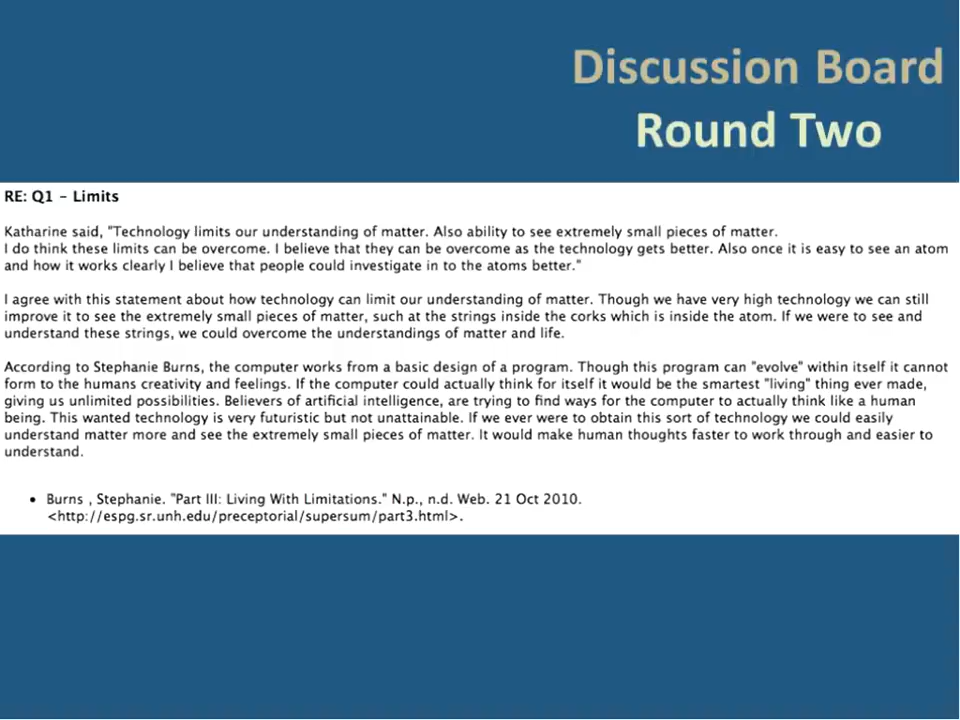 Discussion Board
Round Two
RE: Q1 - Limits
Katharine said, "Technology limits our understanding of matter. Also ability to see extremely small pieces of matter.
I do think these limits can be overcome. I believe that they can be overcome as the technology gets better. Also once it is easy to see an atom
and how it works clearly I believe that people could investigate in to the atoms better."
I agree with this statement about how technology can limit our understanding of matter. Though we have very high technology we can still
improve it to see the extremely small pieces of matter, such at the strings inside the corks which is inside the atom. If we were to see and
understand these strings, we could overcome the understandings of matter and life.
According to Stephanie Burns, the computer works from a basic design of a program. Though this program can "evolve" within itself it cannot
form to the humans creativity and feelings. If the computer could actually think for itself it would be the smartest "living" thing ever made,
giving us unlimited possibilities. Believers of artificial intelligence, are trying to find ways for the computer to actually think like a human
being. This wanted technology is very futuristic but not unattainable. If we ever were to obtain this sort of technology we could easily
understand matter more and see the extremely small pieces of matter. It would make human thoughts faster to work through and easier to
understand.
• Burns , Stephanie. "Part III: Living With Limitations." N.p., n.d. Web. 21 Oct 2010.
<http://espg.sr.unh.edu/preceptorial/supersum/part3.html>.